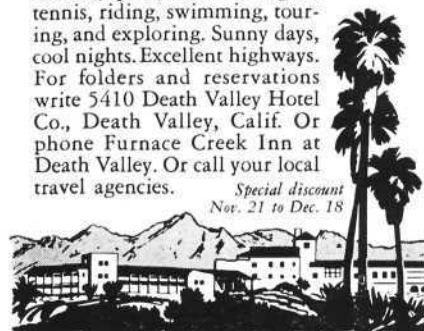 tennis, riding, swimming, tour-
ing, and exploring. Sunny days,
cool nights. Excellent highways.
For folders and reservations
write 5410 Death Valley Hotel
Co., Death Valley, Calif. Or
phone Furnace Creek Inn at
Death Valley. Or call your local
travel agencies.
Special discount
Nov. 21 to Dec. 18